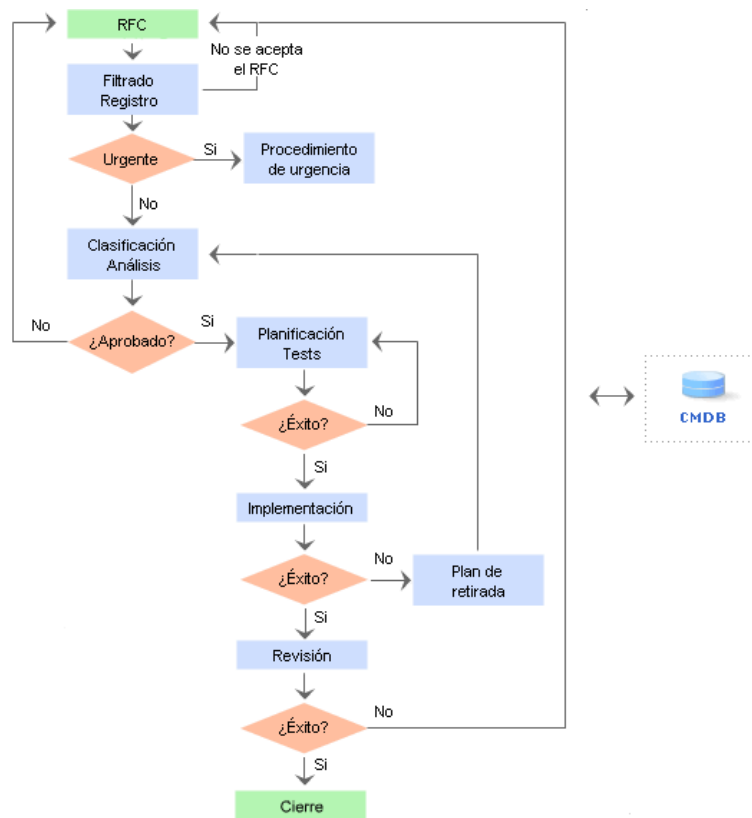 RFC
No se acepta
el RFC
Filtrado
Registro
Urgente
Si
Procedimiento
de urgencia
No
Clasificación
Análisis
No
¿Aprobado?
Si
Planificación
Tests
¿Éxito?
No
CMDB
Si
Implementación
¿Éxito?
No
Plan de
retirada
Si
Revisión
¿Éxito?
No
Si
Cierre